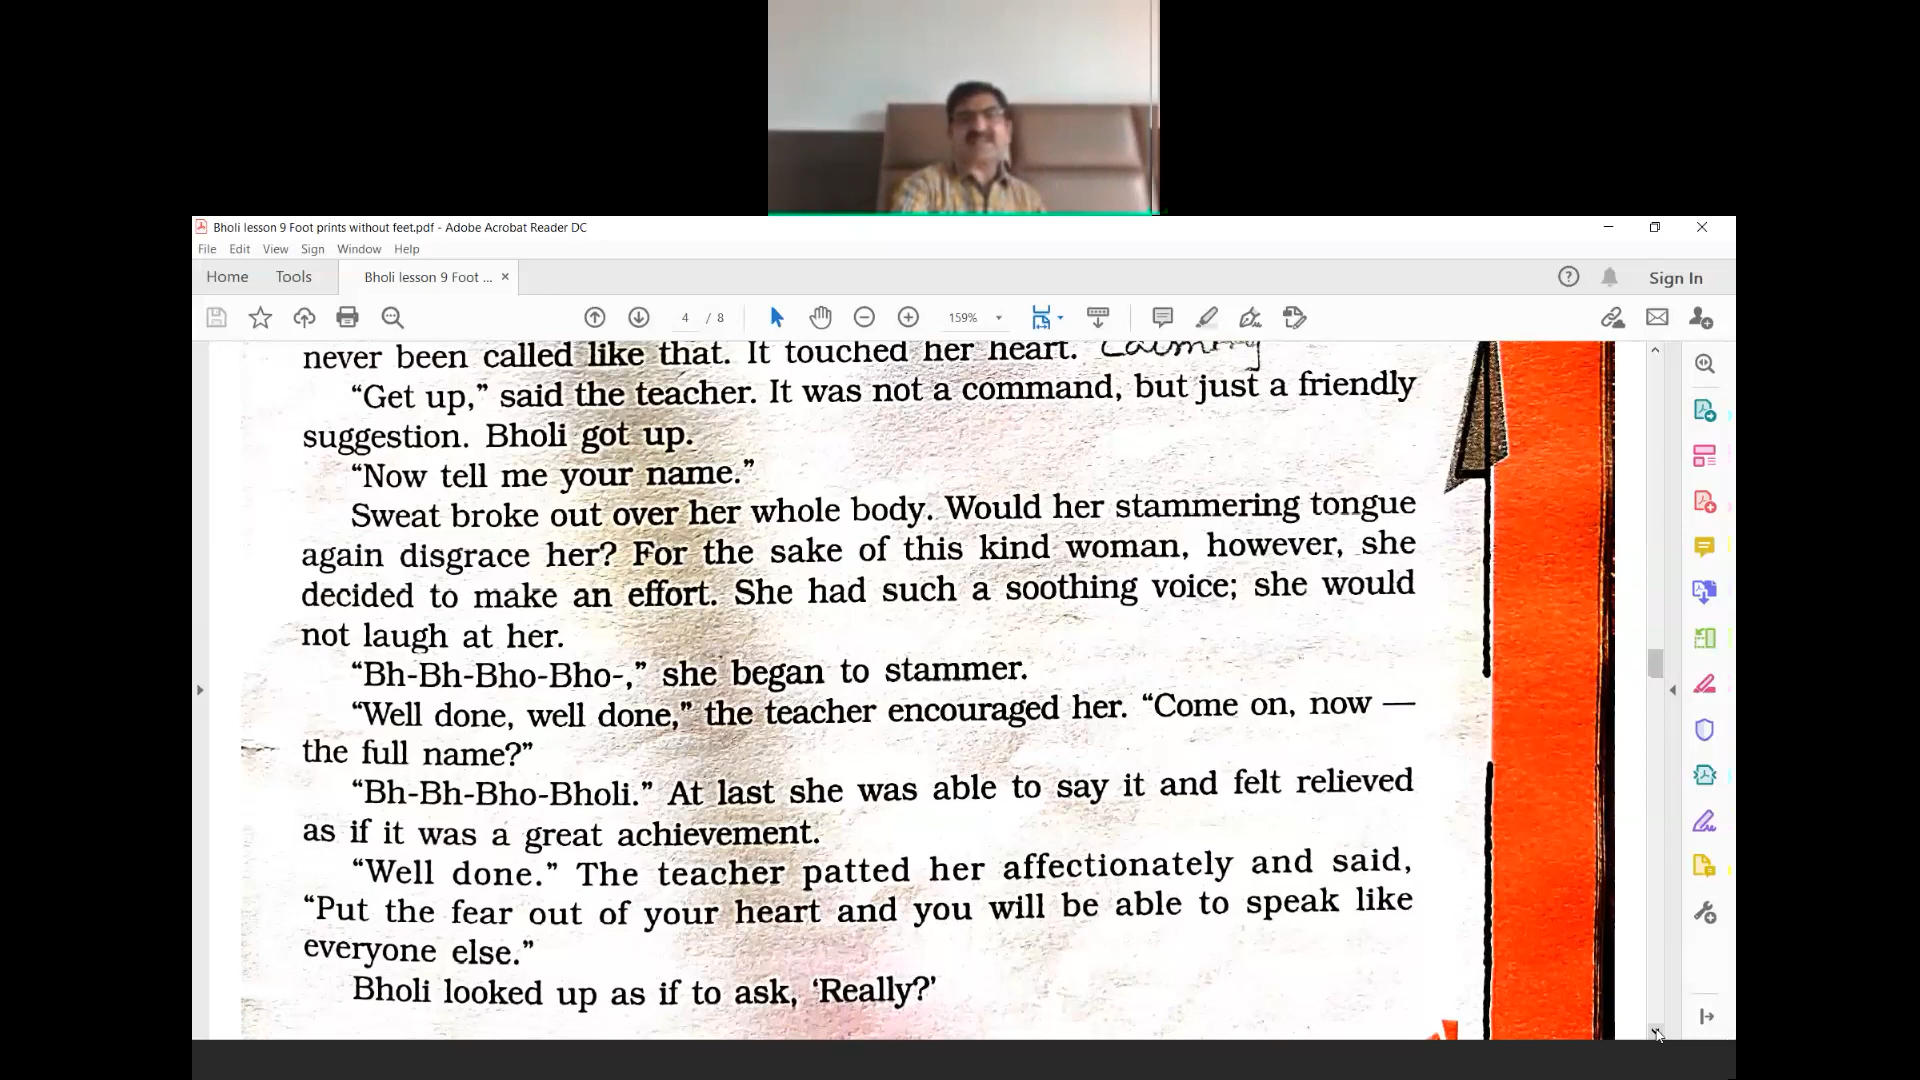 Bholi lesson 9 Foot prints without feet.pdf - Adobe Acrobat Reader DC
File Edit View Sign Window Help
Home Tools Bholi lesson 9 Foot ... × Sign In
4 / 8 159%
never been called like that. It touched her heart.
“Get up,” said the teacher. It was not a command, but just a friendly
suggestion. Bholi got up.
“Now tell me your name.”
Sweat broke out over her whole body. Would her stammering tongue
again disgrace her? For the sake of this kind woman, however, she
decided to make an effort. She had such a soothing voice; she would
not laugh at her.
“Bh-Bh-Bho-Bho-,” she began to stammer.
“Well done, well done,” the teacher encouraged her. “Come on, now —
the full name?”
“Bh-Bh-Bho-Bholi.” At last she was able to say it and felt relieved
as if it was a great achievement.
“Well done.” The teacher patted her affectionately and said,
“Put the fear out of your heart and you will be able to speak like
everyone else.”
Bholi looked up as if to ask, ‘Really?’